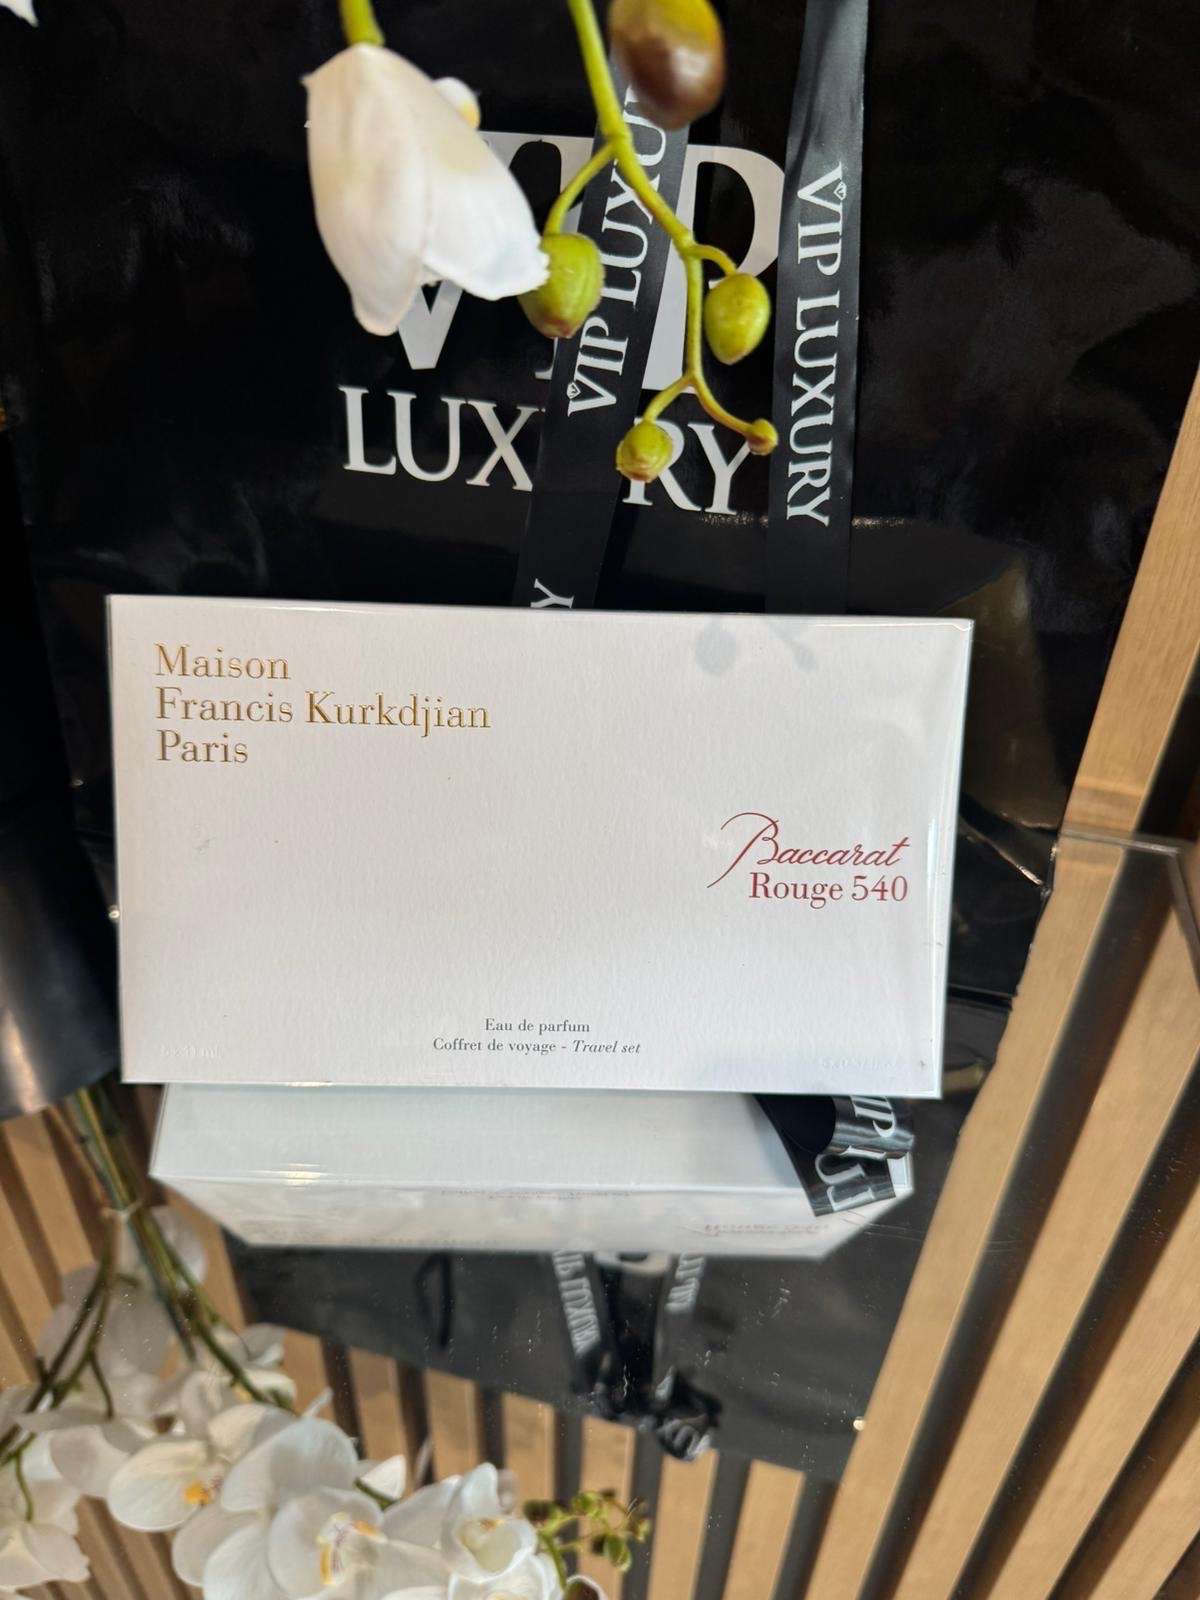 VIP
LUXURY
VIP LUXURY
VIP LUXURY
Maison
Francis Kurkdjian
Paris
Baccarat
Rouge 540
Eau de parfum
Coffret de voyage - Travel set